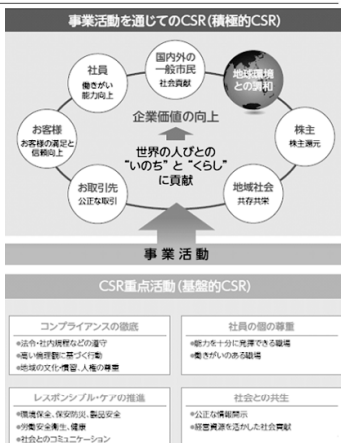 事業活動を通じてのCSR(積極的CSR)
国内外の
一般市民
社会貢献
社員
働きがい
能力向上
地球環境
との調和
企業価値の向上
お客様
お客様の満足と
信頼向上
株主
株主還元
世界の人びとの
“いのち”と“くらし”
に貢献
お取引先
公正な取引
地域社会
共存共栄
事業活動
CSR重点活動(基盤的CSR)
コンプライアンスの徹底
●法令・社内規程などの遵守
●高い倫理観に基づく行動
●地域の文化・慣習、人権の尊重
社員の個の尊重
●能力を十分に発揮できる職場
●働きがいのある職場
レスポンシブル・ケアの推進
●環境保全、保安防災、製品安全
●労働安全衛生、健康
●社会とのコミュニケーション
社会との共生
●公正な情報開示
●経営資源を活かした社会貢献